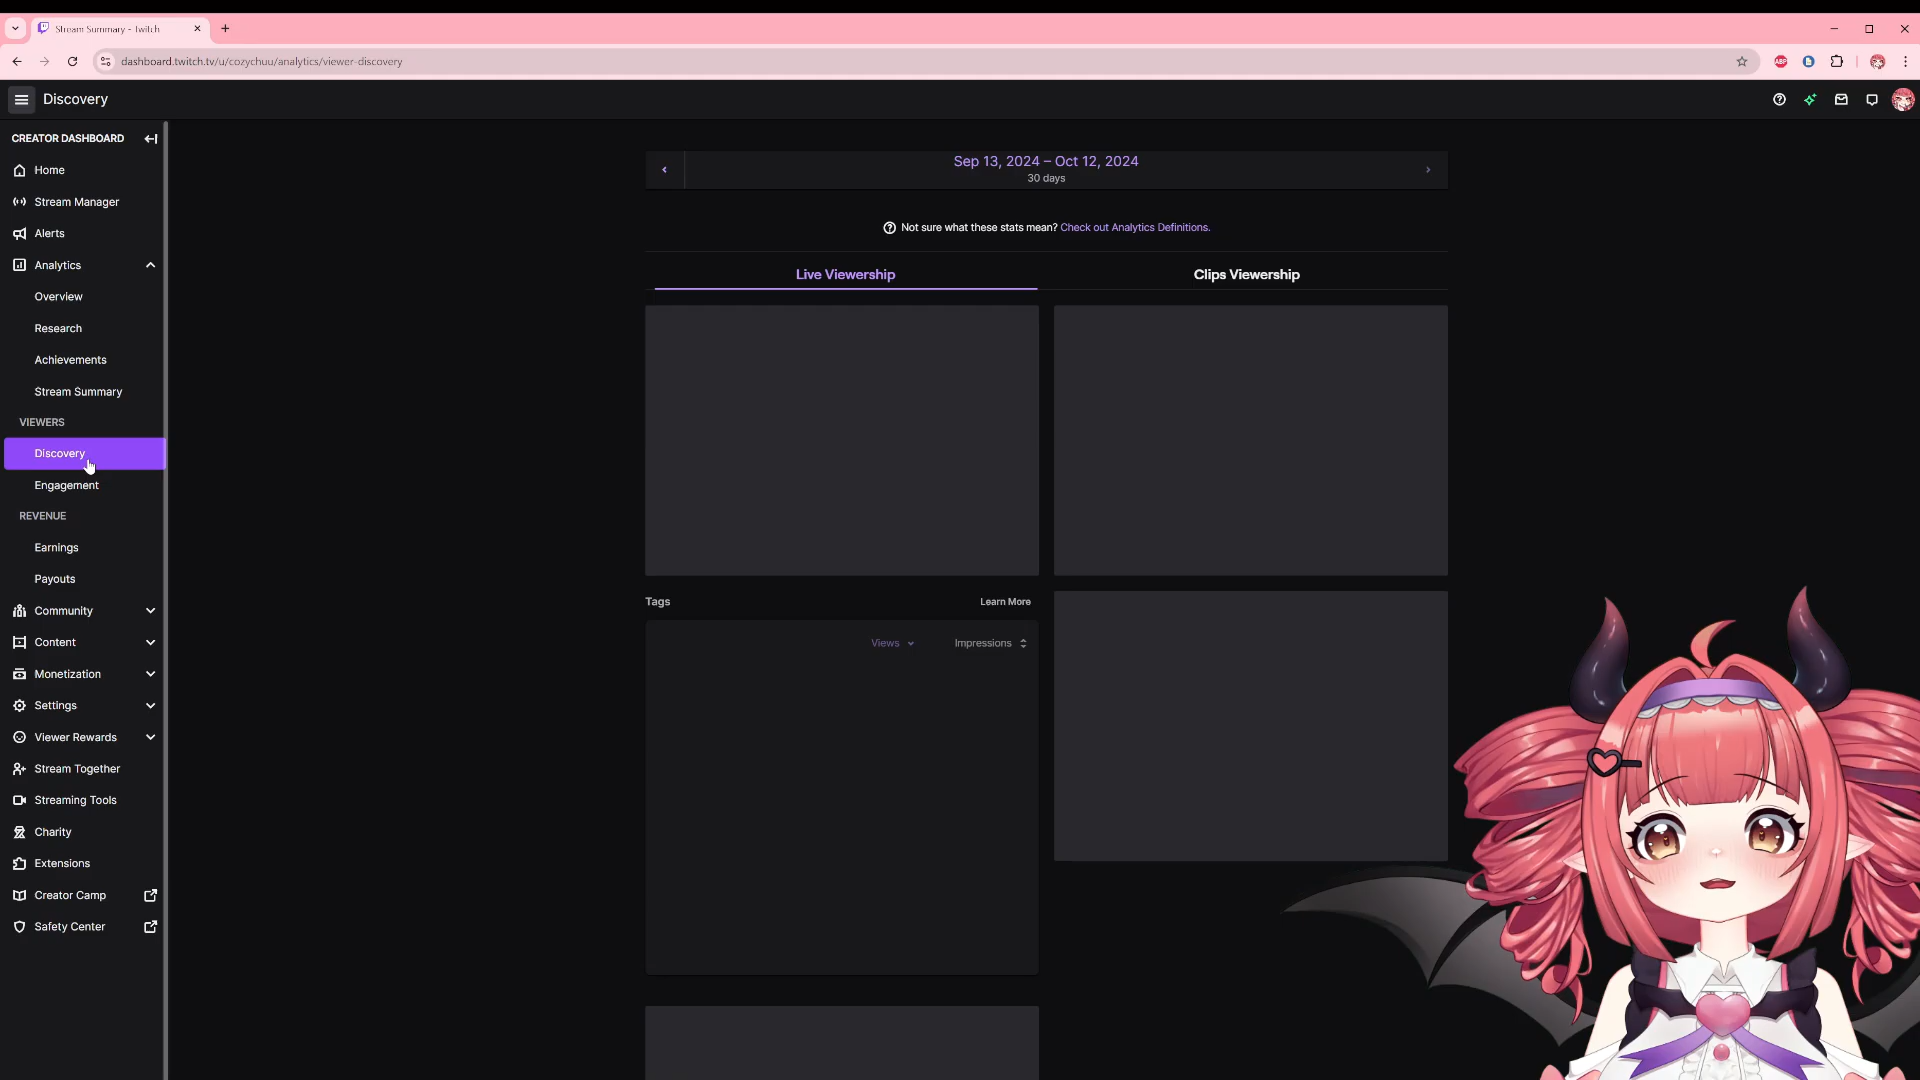 Stream Summary - Twitch
dashboard.twitch.tv/u/cozychuu/analytics/viewer-discovery
ABP
Discovery
CREATOR DASHBOARD
Home
Stream Manager
Alerts
Analytics
Overview
Research
Achievements
Stream Summary
VIEWERS
Discovery
Engagement
REVENUE
Earnings
Payouts
Community
Content
Monetization
Settings
Viewer Rewards
Stream Together
Streaming Tools
Charity
Extensions
Creator Camp
Safety Center
Sep 13, 2024 – Oct 12, 2024
30 days
Not sure what these stats mean? Check out Analytics Definitions.
Live Viewership
Clips Viewership
Tags
Learn More
Views
Impressions